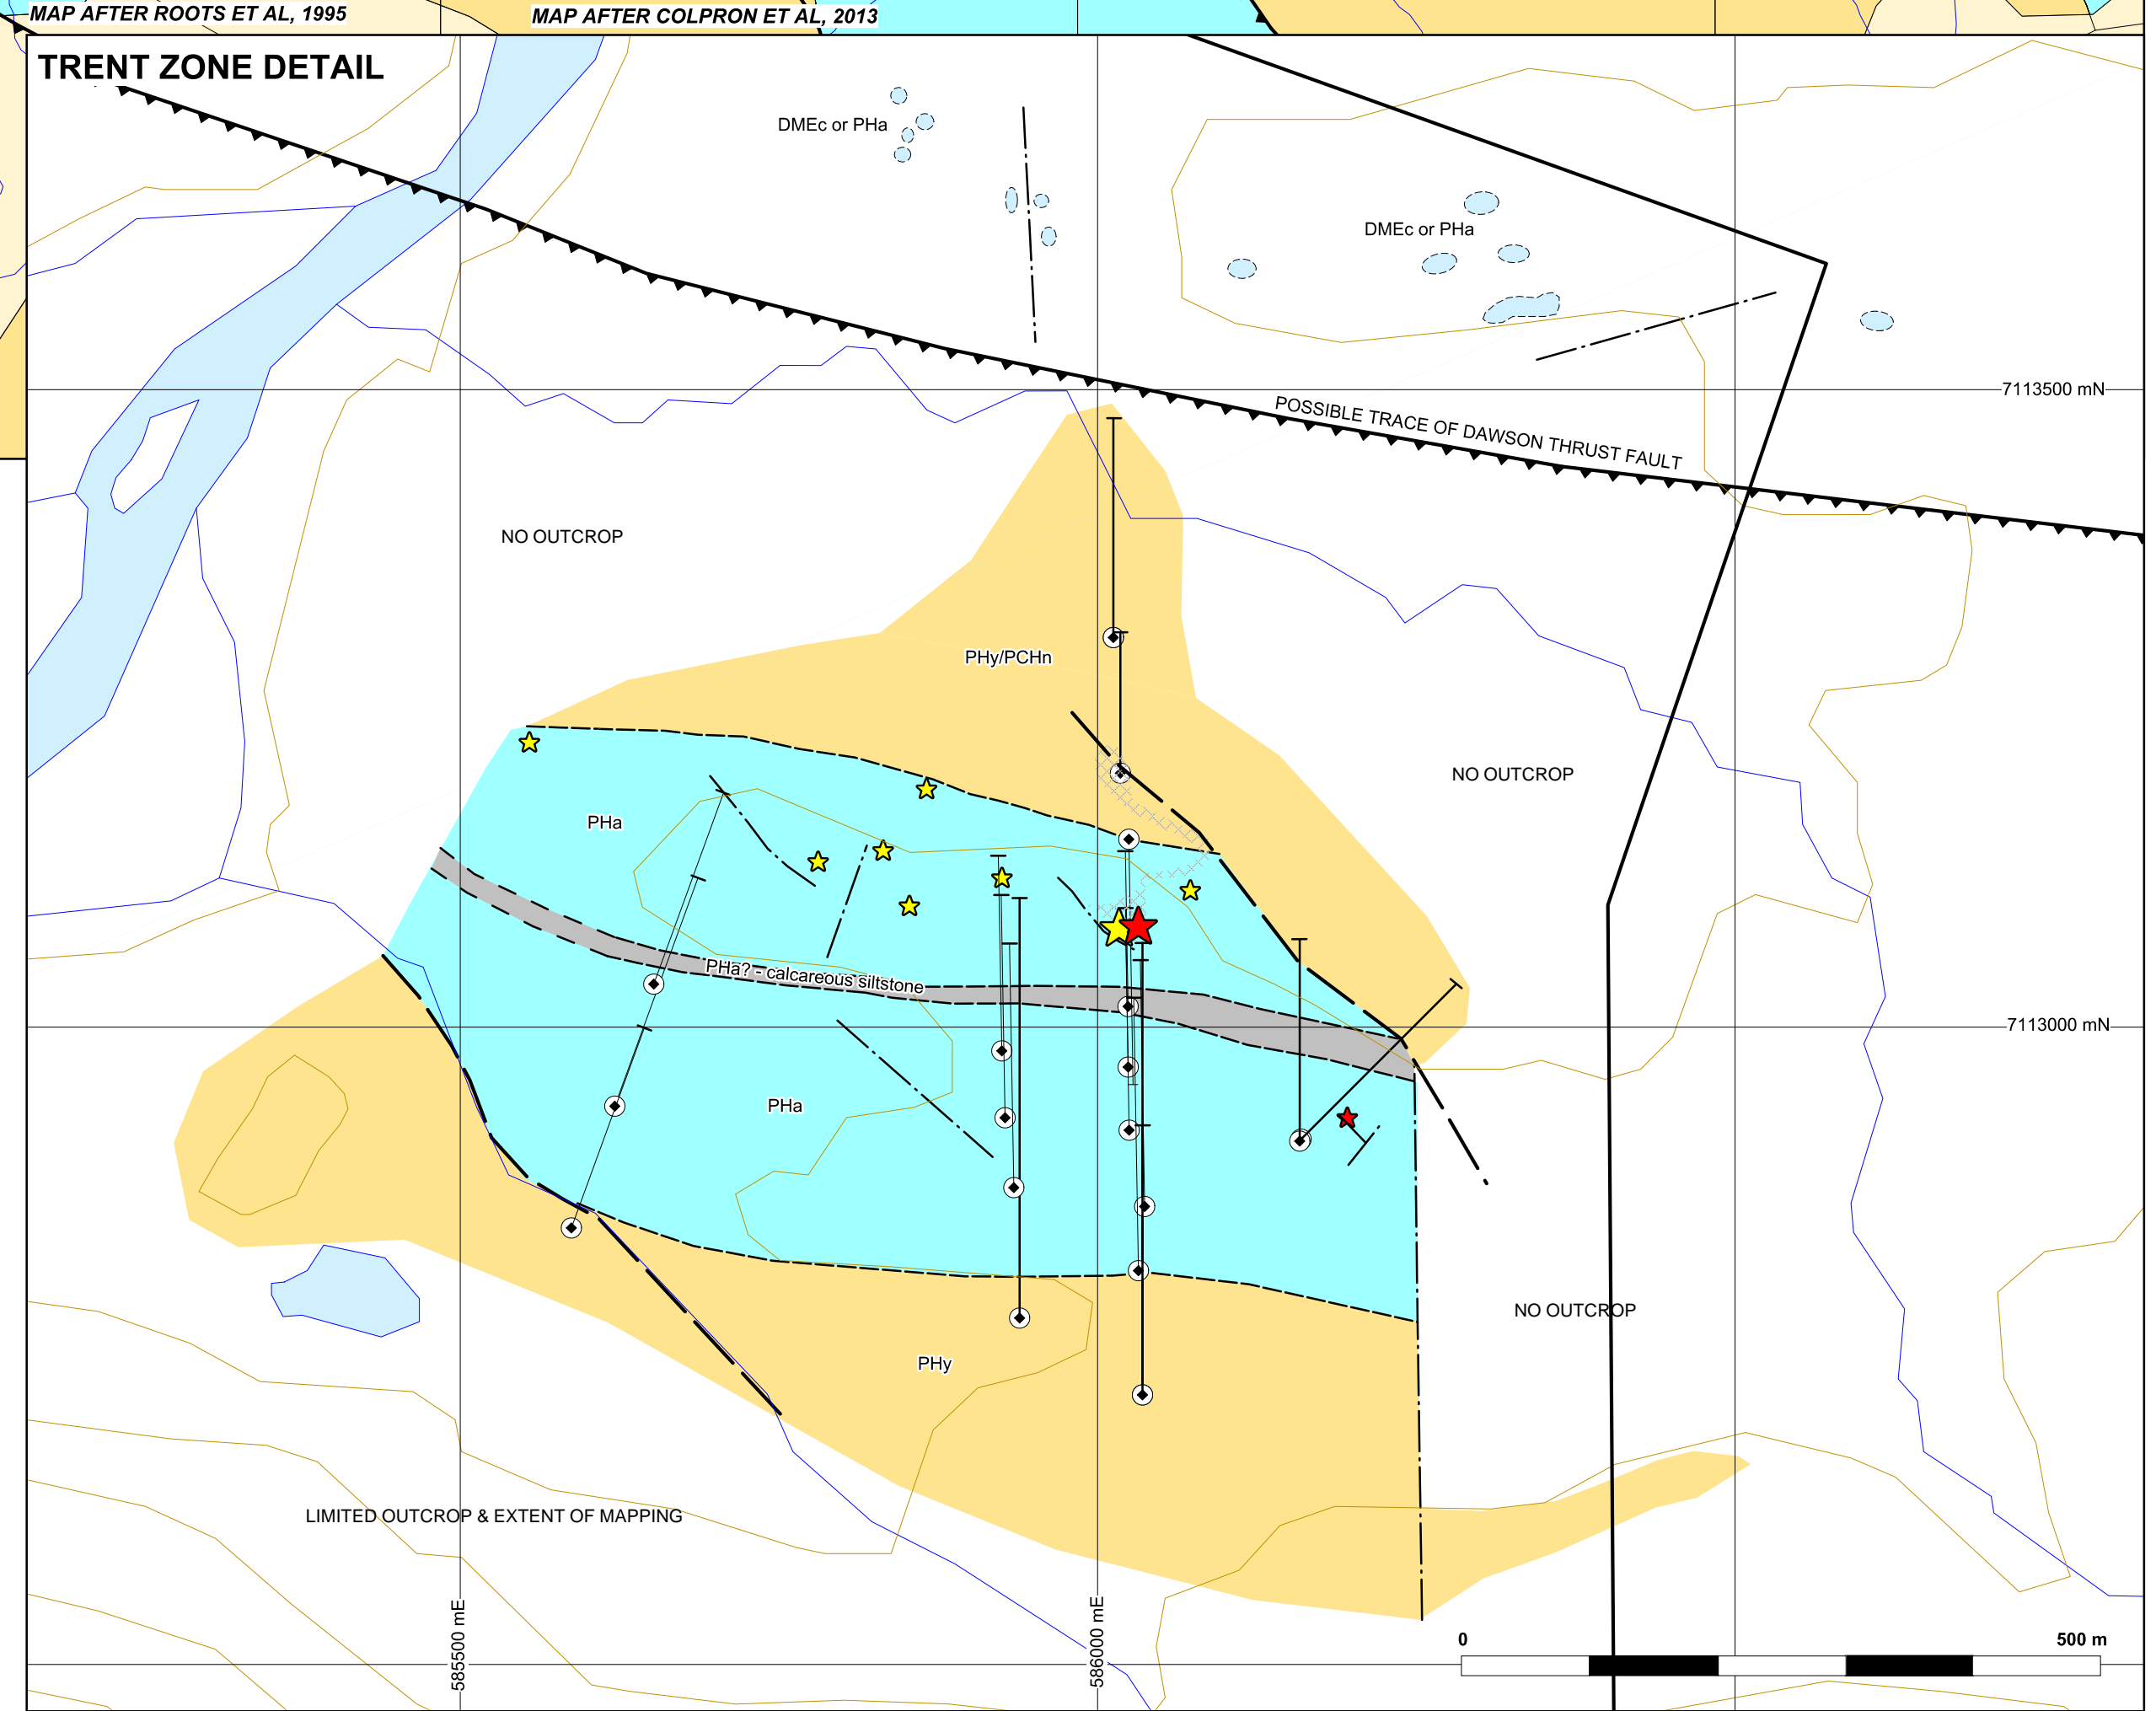 MAP AFTER ROOTS ET AL, 1995
MAP AFTER COLPRON ET AL, 2013
TRENT ZONE DETAIL
DMEc or PHa
DMEc or PHa
7113500 mN
POSSIBLE TRACE OF DAWSON THRUST FAULT
NO OUTCROP
PHy/PCHn
NO OUTCROP
PHa
PHa? - calcareous siltstone
7113000 mN
PHa
NO OUTCROP
PHy
LIMITED OUTCROP & EXTENT OF MAPPING
585500 mE
586000 mE
0
500 m